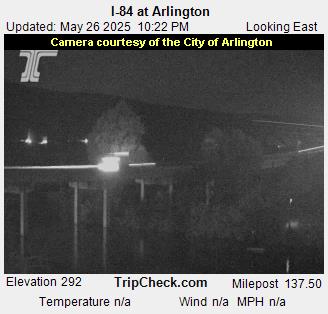 I-84 at Arlington
Updated: May 26 2025 10:22 PM Looking East
Camera courtesy of the City of Arlington
Elevation 292 TripCheck.com Milepost 137.50
Temperature n/a Wind n/a MPH n/a